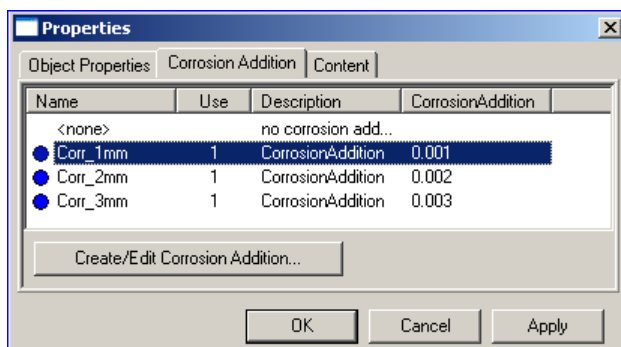 Properties
Object Properties Corrosion Addition Content
Name Use Description CorrosionAddition
<none> no corrosion add...
Corr_1mm 1 CorrosionAddition 0.001
Corr_2mm 1 CorrosionAddition 0.002
Corr_3mm 1 CorrosionAddition 0.003
Create/Edit Corrosion Addition...
OK Cancel Apply